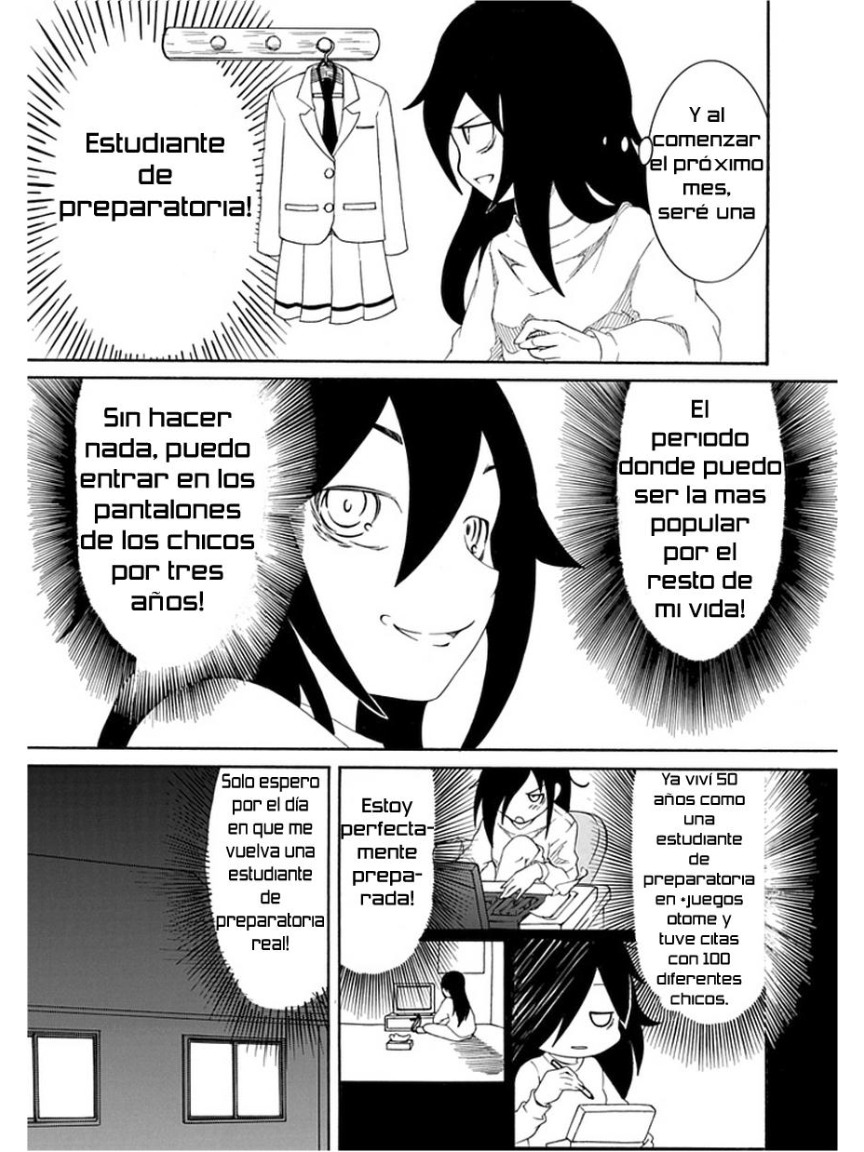 Y al
comenzar
el próximo
mes,
seré una
Estudiante
de
preparatoria!
El
periodo
donde puedo
ser la mas
popular
por el
resto de
mi vida!
Sin hacer
nada, puedo
entrar en los
pantalones
de los chicos
por tres
años!
Ya viví 50
años como
una
estudiante
de
preparatoria
en •juegos
otome y
tuve citas
con 100
diferentes
chicos.
Estoy
perfecta-
mente
prepa-
rada!
Solo espero
por el día
en que me
vuelva una
estudiante
de
preparatoria
real!